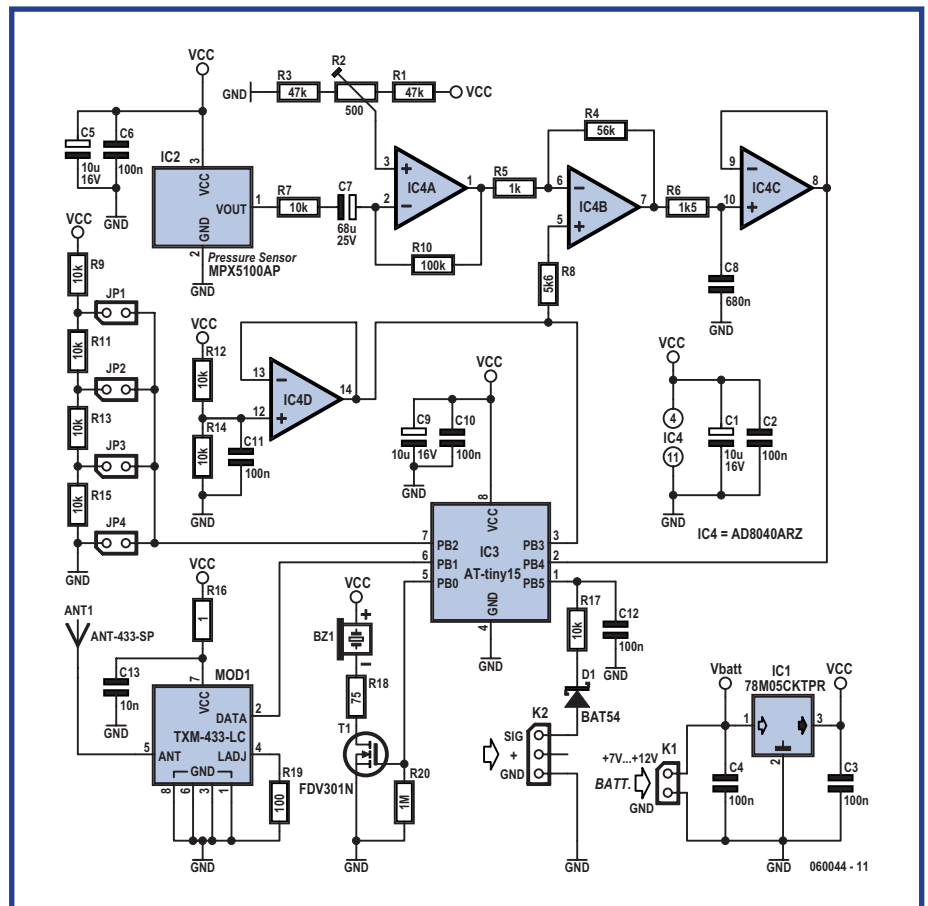 VCC
R3
47k
GND
R2
500
R1
47k
VCC
C5
10u
16V
C6
100n
GND
IC2
3
VCC
VOUT
1
GND
2
Pressure Sensor
MPX5100AP
GND
R7
10k
C7
68u
25V
3
+
2
–
IC4A
1
R10
100k
R5
1k
R4
56k
6
–
5
+
IC4B
7
R8
5k6
R6
1k5
9
–
10
+
IC4C
8
C8
680n
GND
VCC
R9
10k
JP1
R11
10k
JP2
R13
10k
JP3
R15
10k
JP4
GND
VCC
R12
10k
R14
10k
C11
100n
GND
13
–
12
+
IC4D
14
VCC
C9
10u
16V
C10
100n
GND
VCC
4
IC4
11
C1
10u
16V
C2
100n
GND
IC4 = AD8040ARZ
8
VCC
7
PB2
6
PB1
5
PB0
IC3
AT-tiny15
PB3
3
PB4
2
PB5
1
GND
4
GND
VCC
R16
1
ANT1
ANT-433-SP
C13
10n
GND
MOD1
7
VCC
TXM-433-LC
DATA
2
5
ANT
LADJ
4
GND
8
6
3
1
R19
100
GND
VCC
BZ1
+
–
R18
75
T1
FDV301N
R20
1M
GND
R17
10k
C12
100n
GND
D1
BAT54
K2
SIG
+
GND
GND
Vbatt
IC1
78M05CKTPR
VCC
1
3
2
+7V...+12V
K1
BATT.
GND
C4
100n
C3
100n
GND
060044 - 11